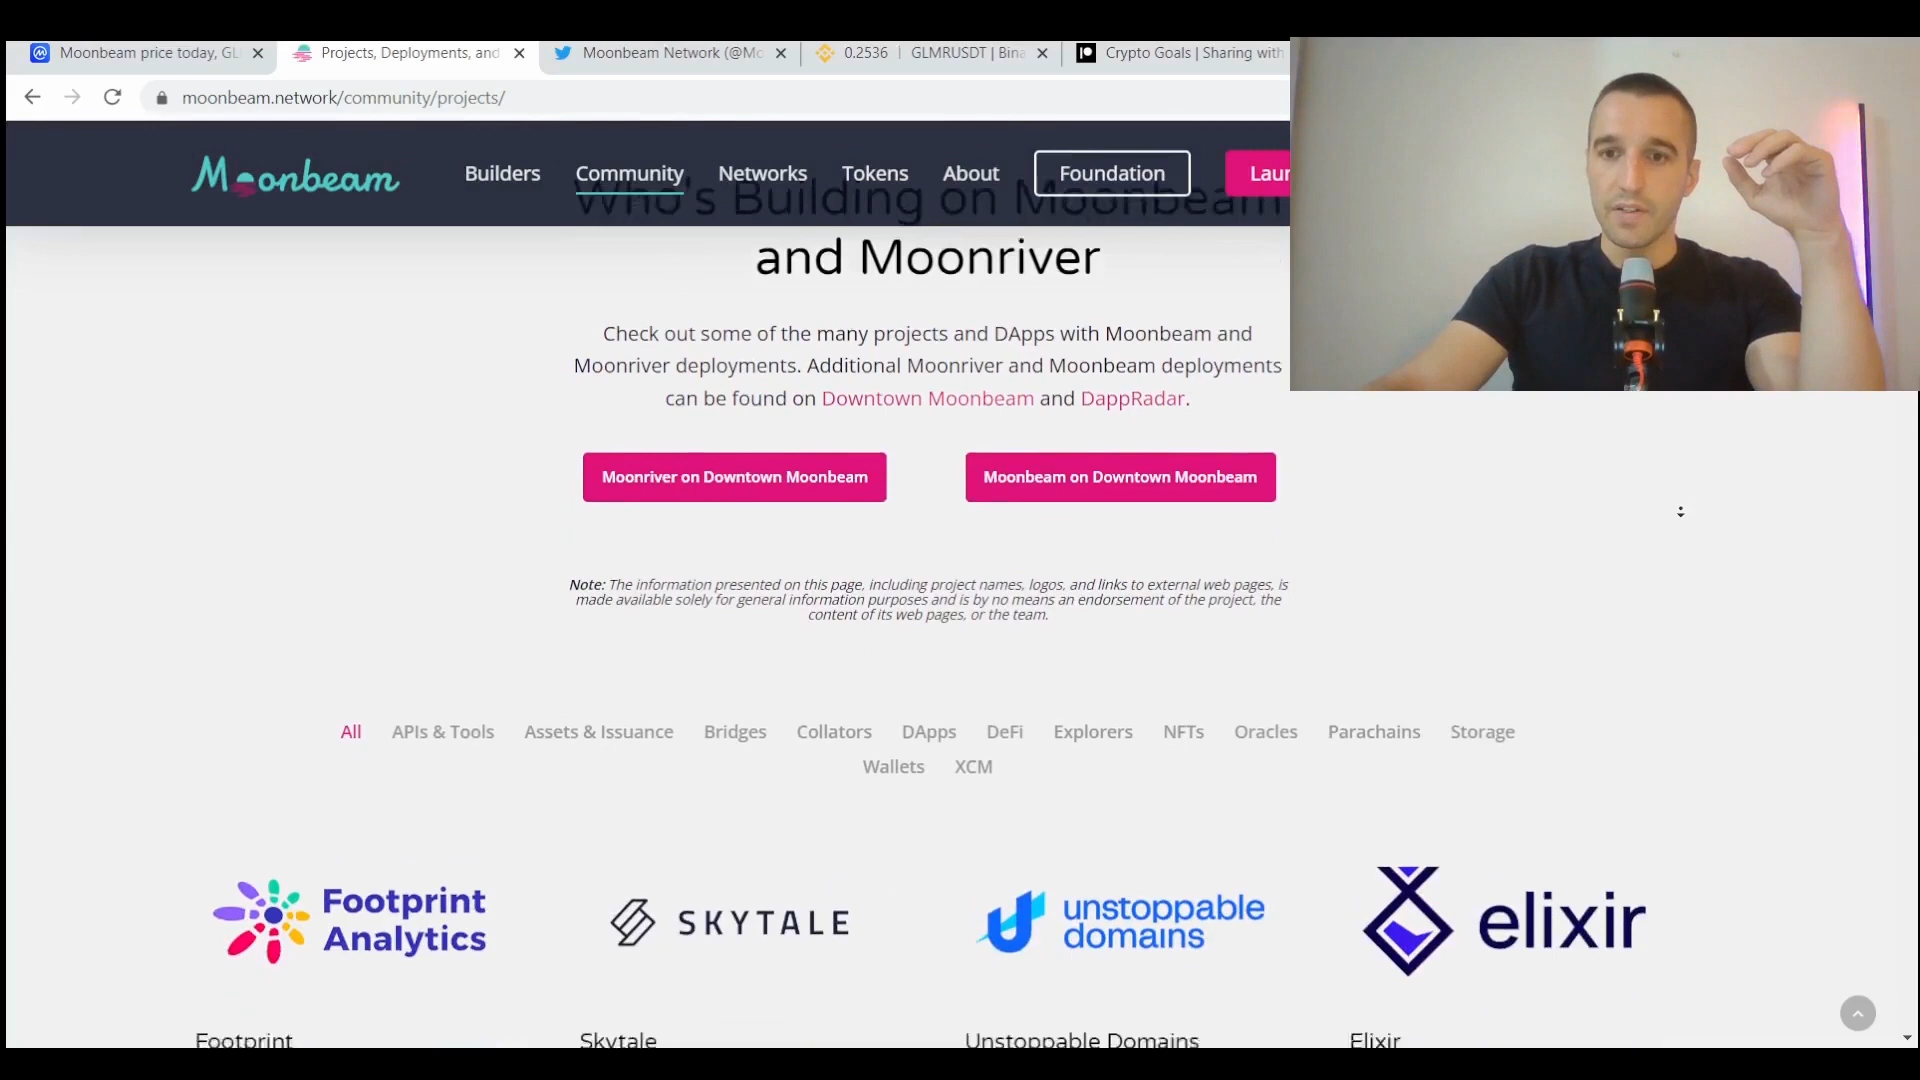 Moonbeam price today, GL
Projects, Deployments, and
Moonbeam Network (@Mo
0.2536 | GLMRUSDT | Bina
Crypto Goals | Sharing with
moonbeam.network/community/projects/
Moonbeam
Builders
Community
Networks
Tokens
About
Foundation
Laun
Who's Building on Moonbeam
and Moonriver
Check out some of the many projects and DApps with Moonbeam and
Moonriver deployments. Additional Moonriver and Moonbeam deployments
can be found on Downtown Moonbeam and DappRadar.
Moonriver on Downtown Moonbeam
Moonbeam on Downtown Moonbeam
Note: The information presented on this page, including project names, logos, and links to external web pages, is
made available solely for general information purposes and is by no means an endorsement of the project, the
content of its web pages, or the team.
All APIs & Tools Assets & Issuance Bridges Collators DApps DeFi Explorers NFTs Oracles Parachains Storage
Wallets XCM
Footprint
Analytics
SKYTALE
unstoppable
domains
elixir
Footprint
Skytale
Unstoppable Domains
Elixir